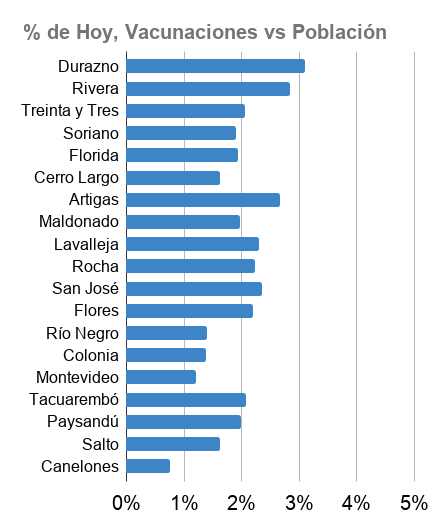 % de Hoy, Vacunaciones vs Población
Durazno
Rivera
Treinta y Tres
Soriano
Florida
Cerro Largo
Artigas
Maldonado
Lavalleja
Rocha
San José
Flores
Río Negro
Colonia
Montevideo
Tacuarembó
Paysandú
Salto
Canelones
0% 1% 2% 3% 4% 5%